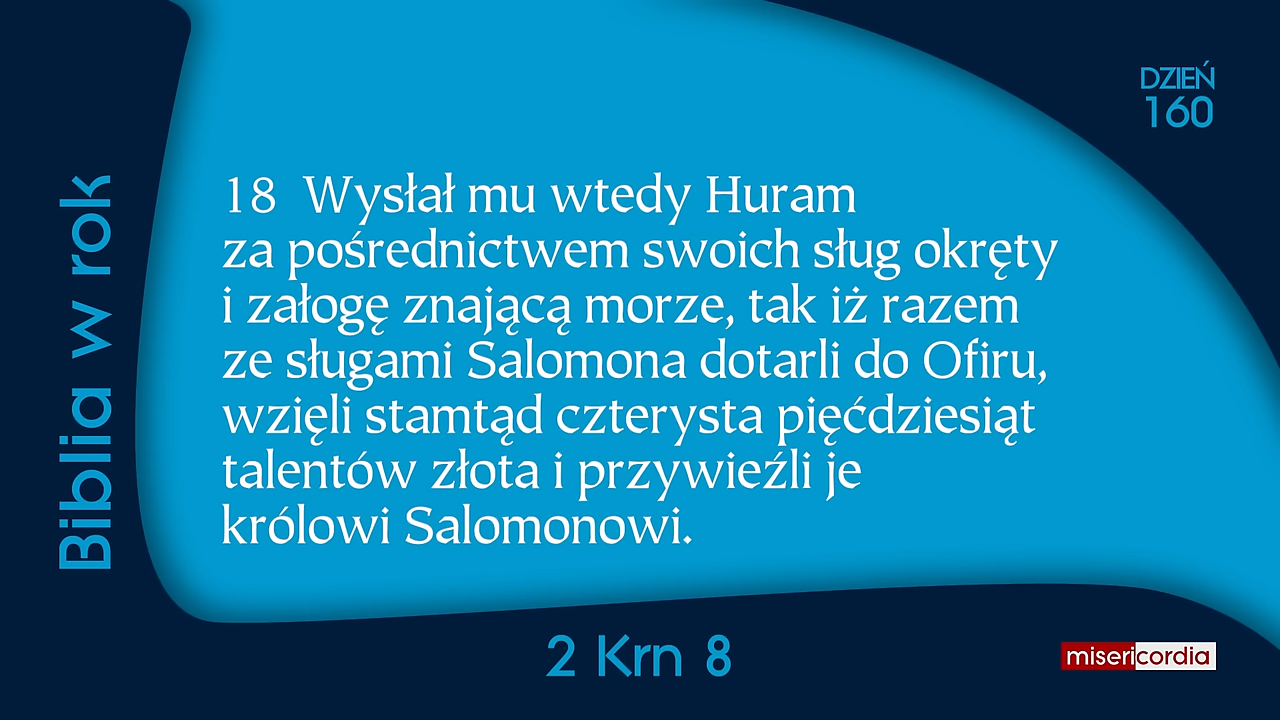 DZIEŃ
160
Biblia w rok
18 Wysłał mu wtedy Huram
za pośrednictwem swoich sług okręty
i załogę znającą morze, tak iż razem
ze sługami Salomona dotarli do Ofiru,
wzięli stamtąd czterysta pięćdziesiąt
talentów złota i przywieźli je
królowi Salomonowi.
2 Krn 8
misericordia